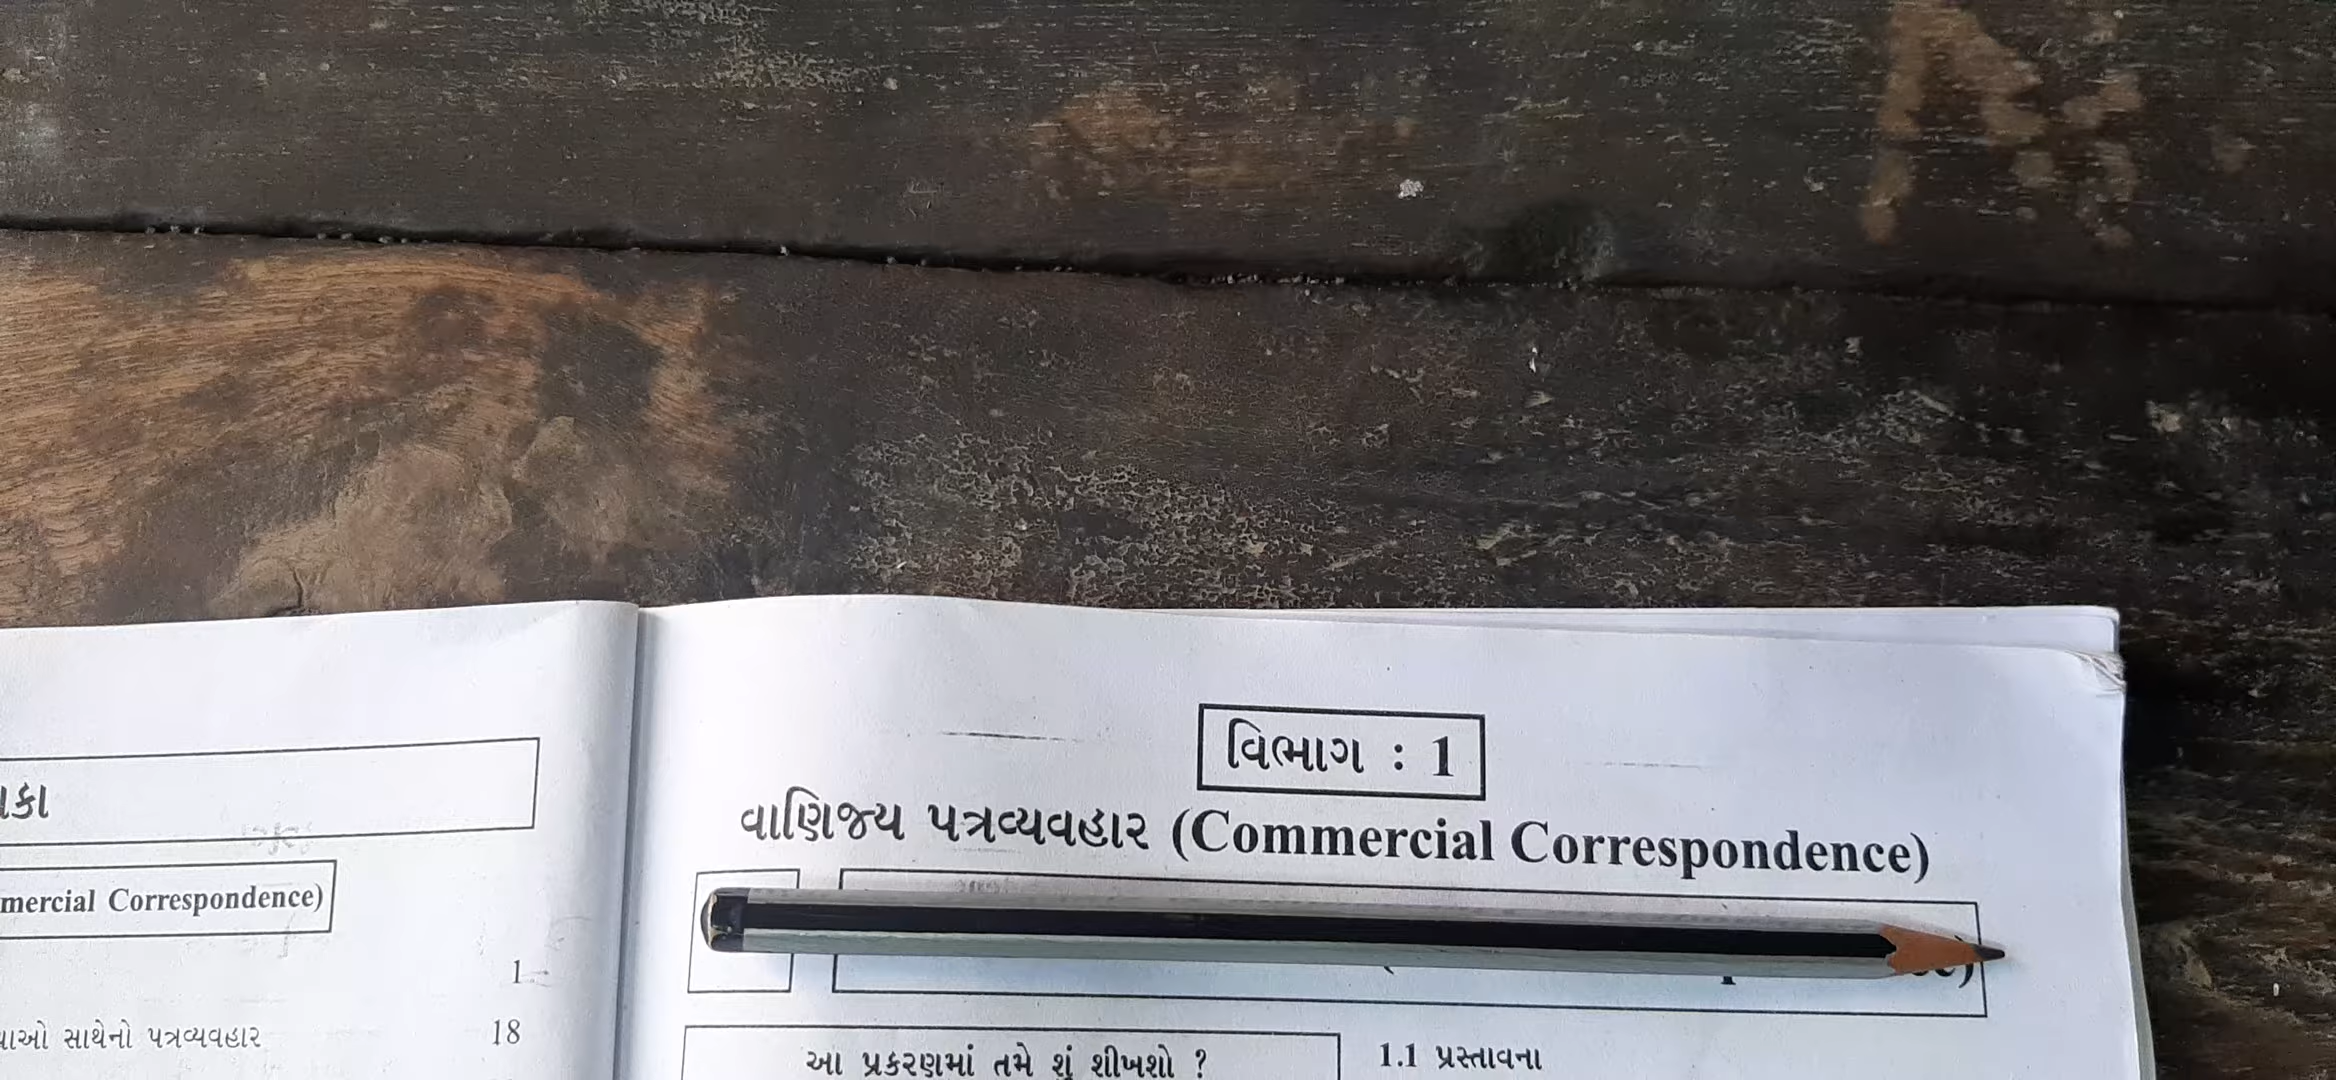 mercial Correspondence)
1
સાથેનો પત્રવ્યવહાર 18
વિભાગ : 1
વાણિજ્ય પત્રવ્યવહાર (Commercial Correspondence)
આ પ્રકરણમાં તમે શું શીખશો ?
1.1 પ્રસ્તાવના